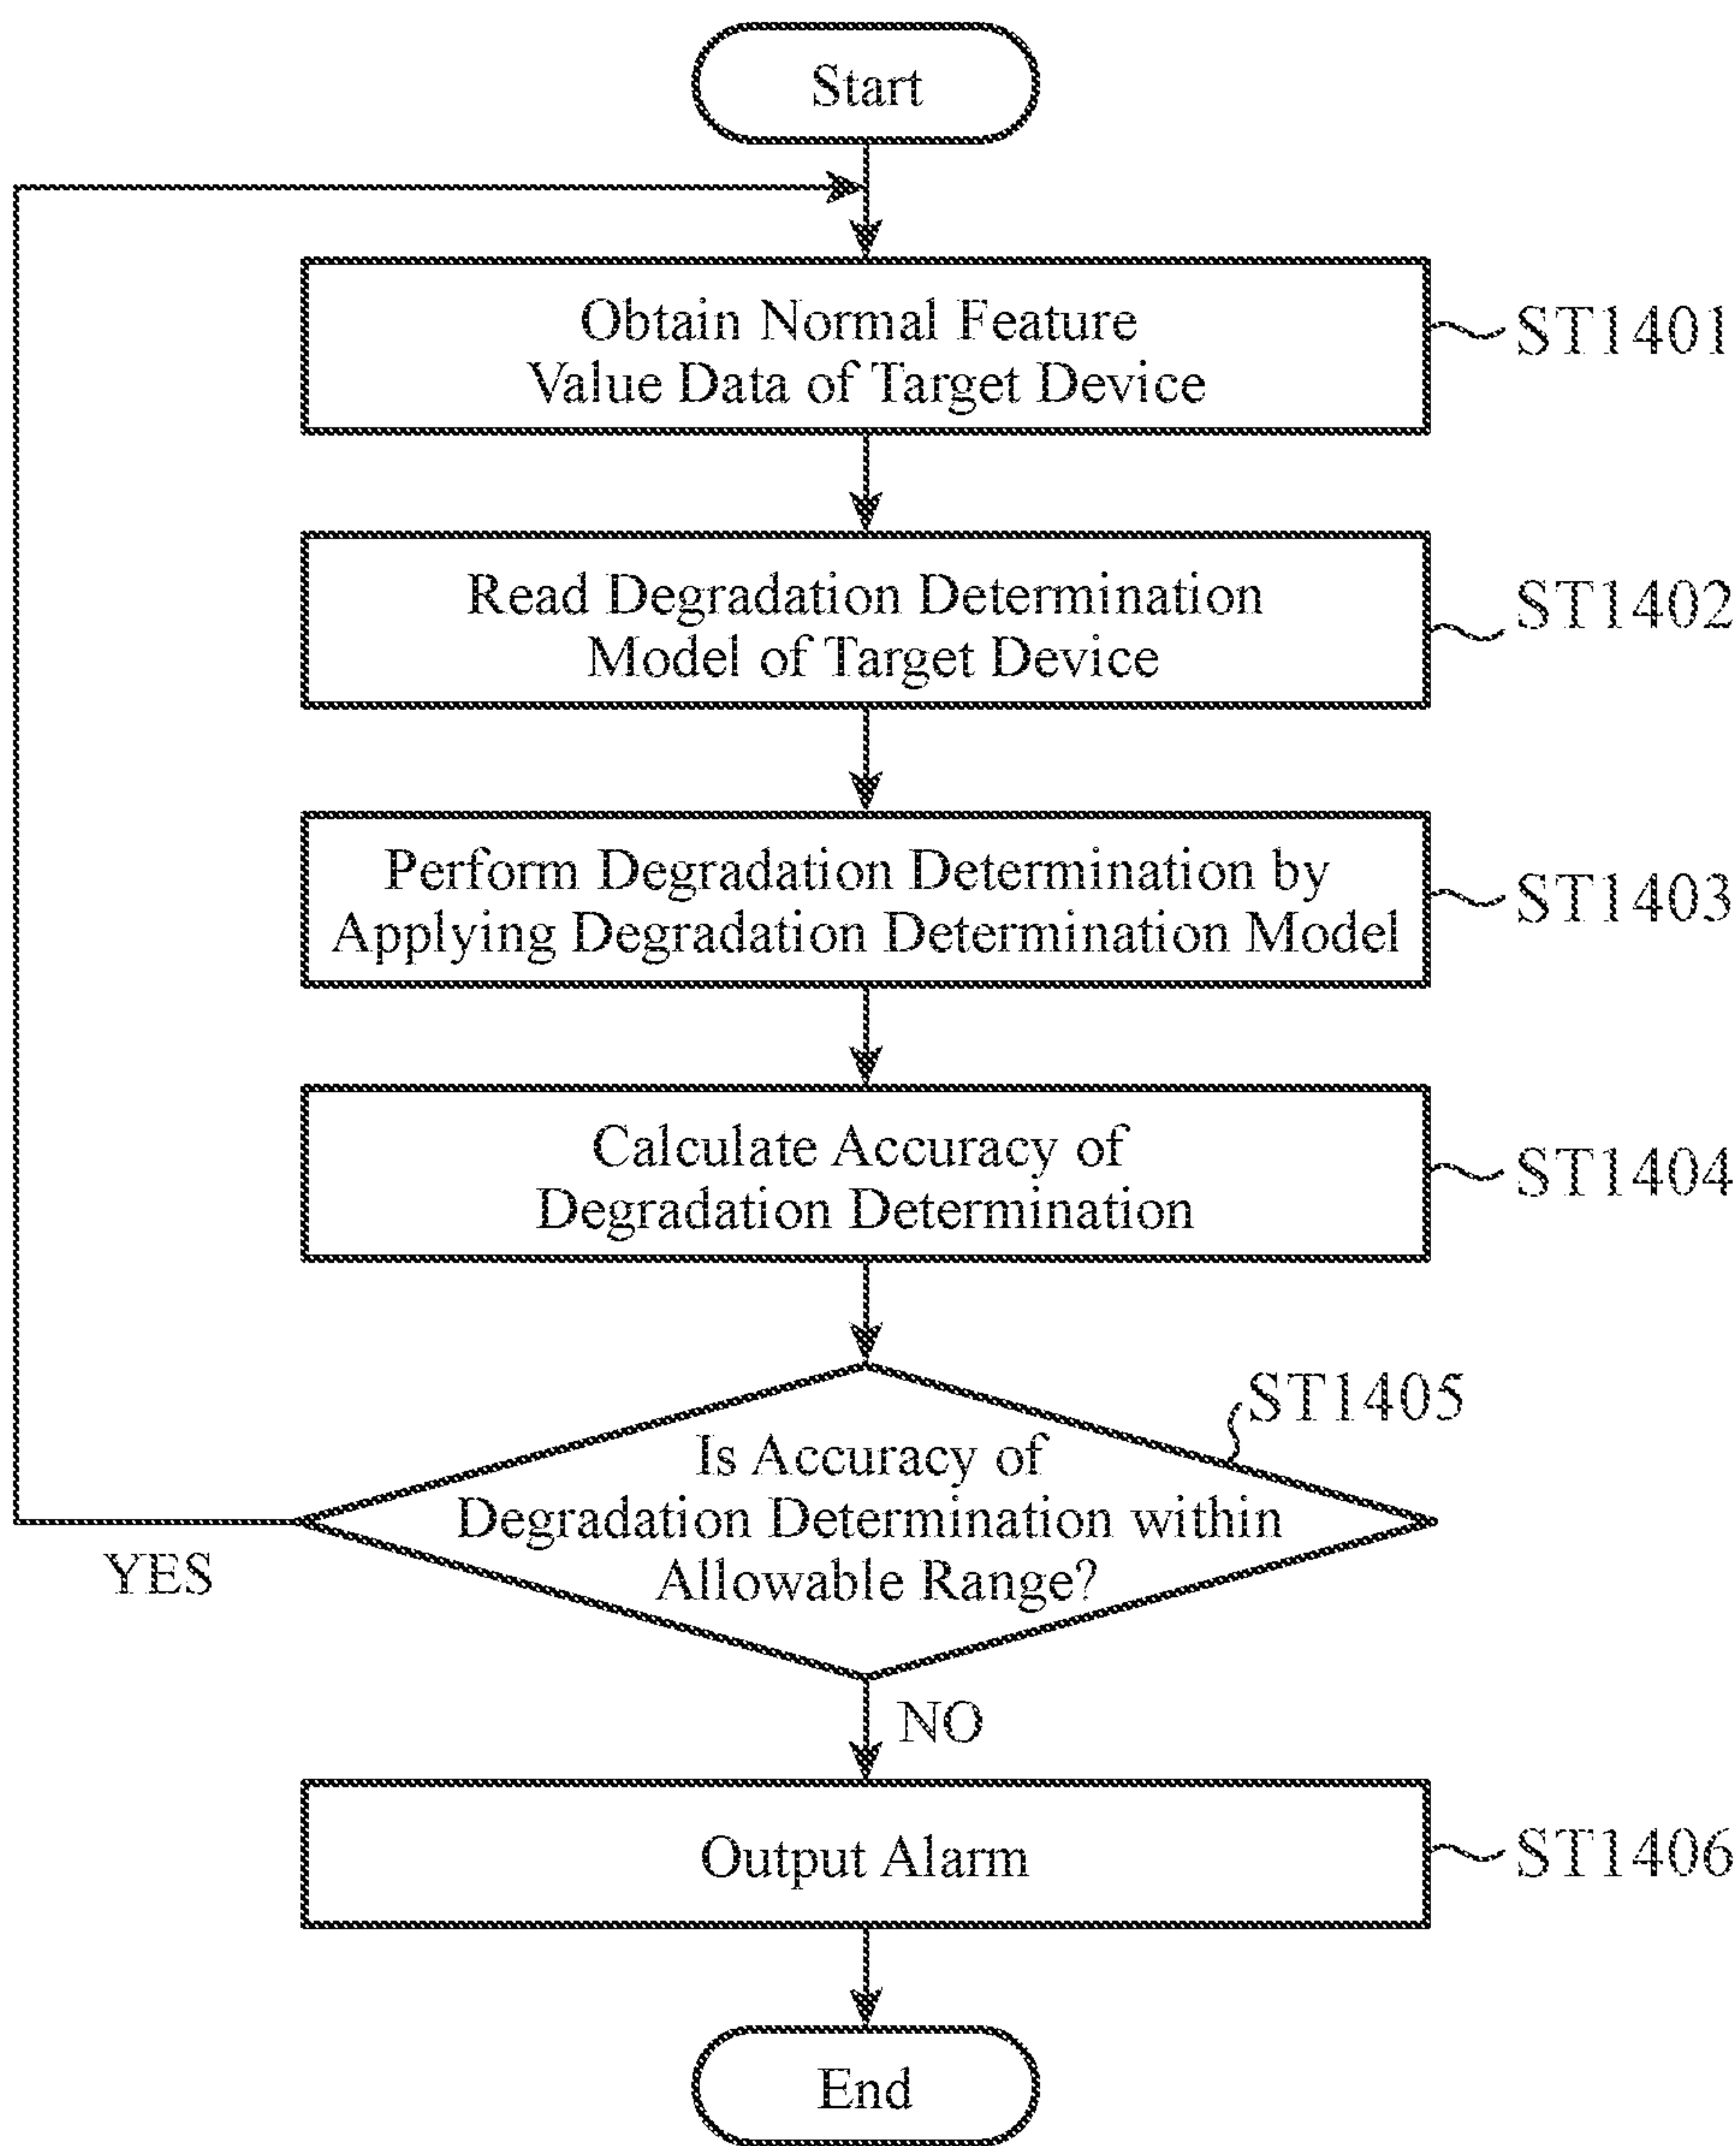 Start
Obtain Normal Feature
Value Data of Target Device
ST1401
Read Degradation Determination
Model of Target Device
ST1402
Perform Degradation Determination by
Applying Degradation Determination Model
ST1403
Calculate Accuracy of
Degradation Determination
ST1404
ST1405
Is Accuracy of
Degradation Determination within
Allowable Range?
YES
NO
Output Alarm
ST1406
End